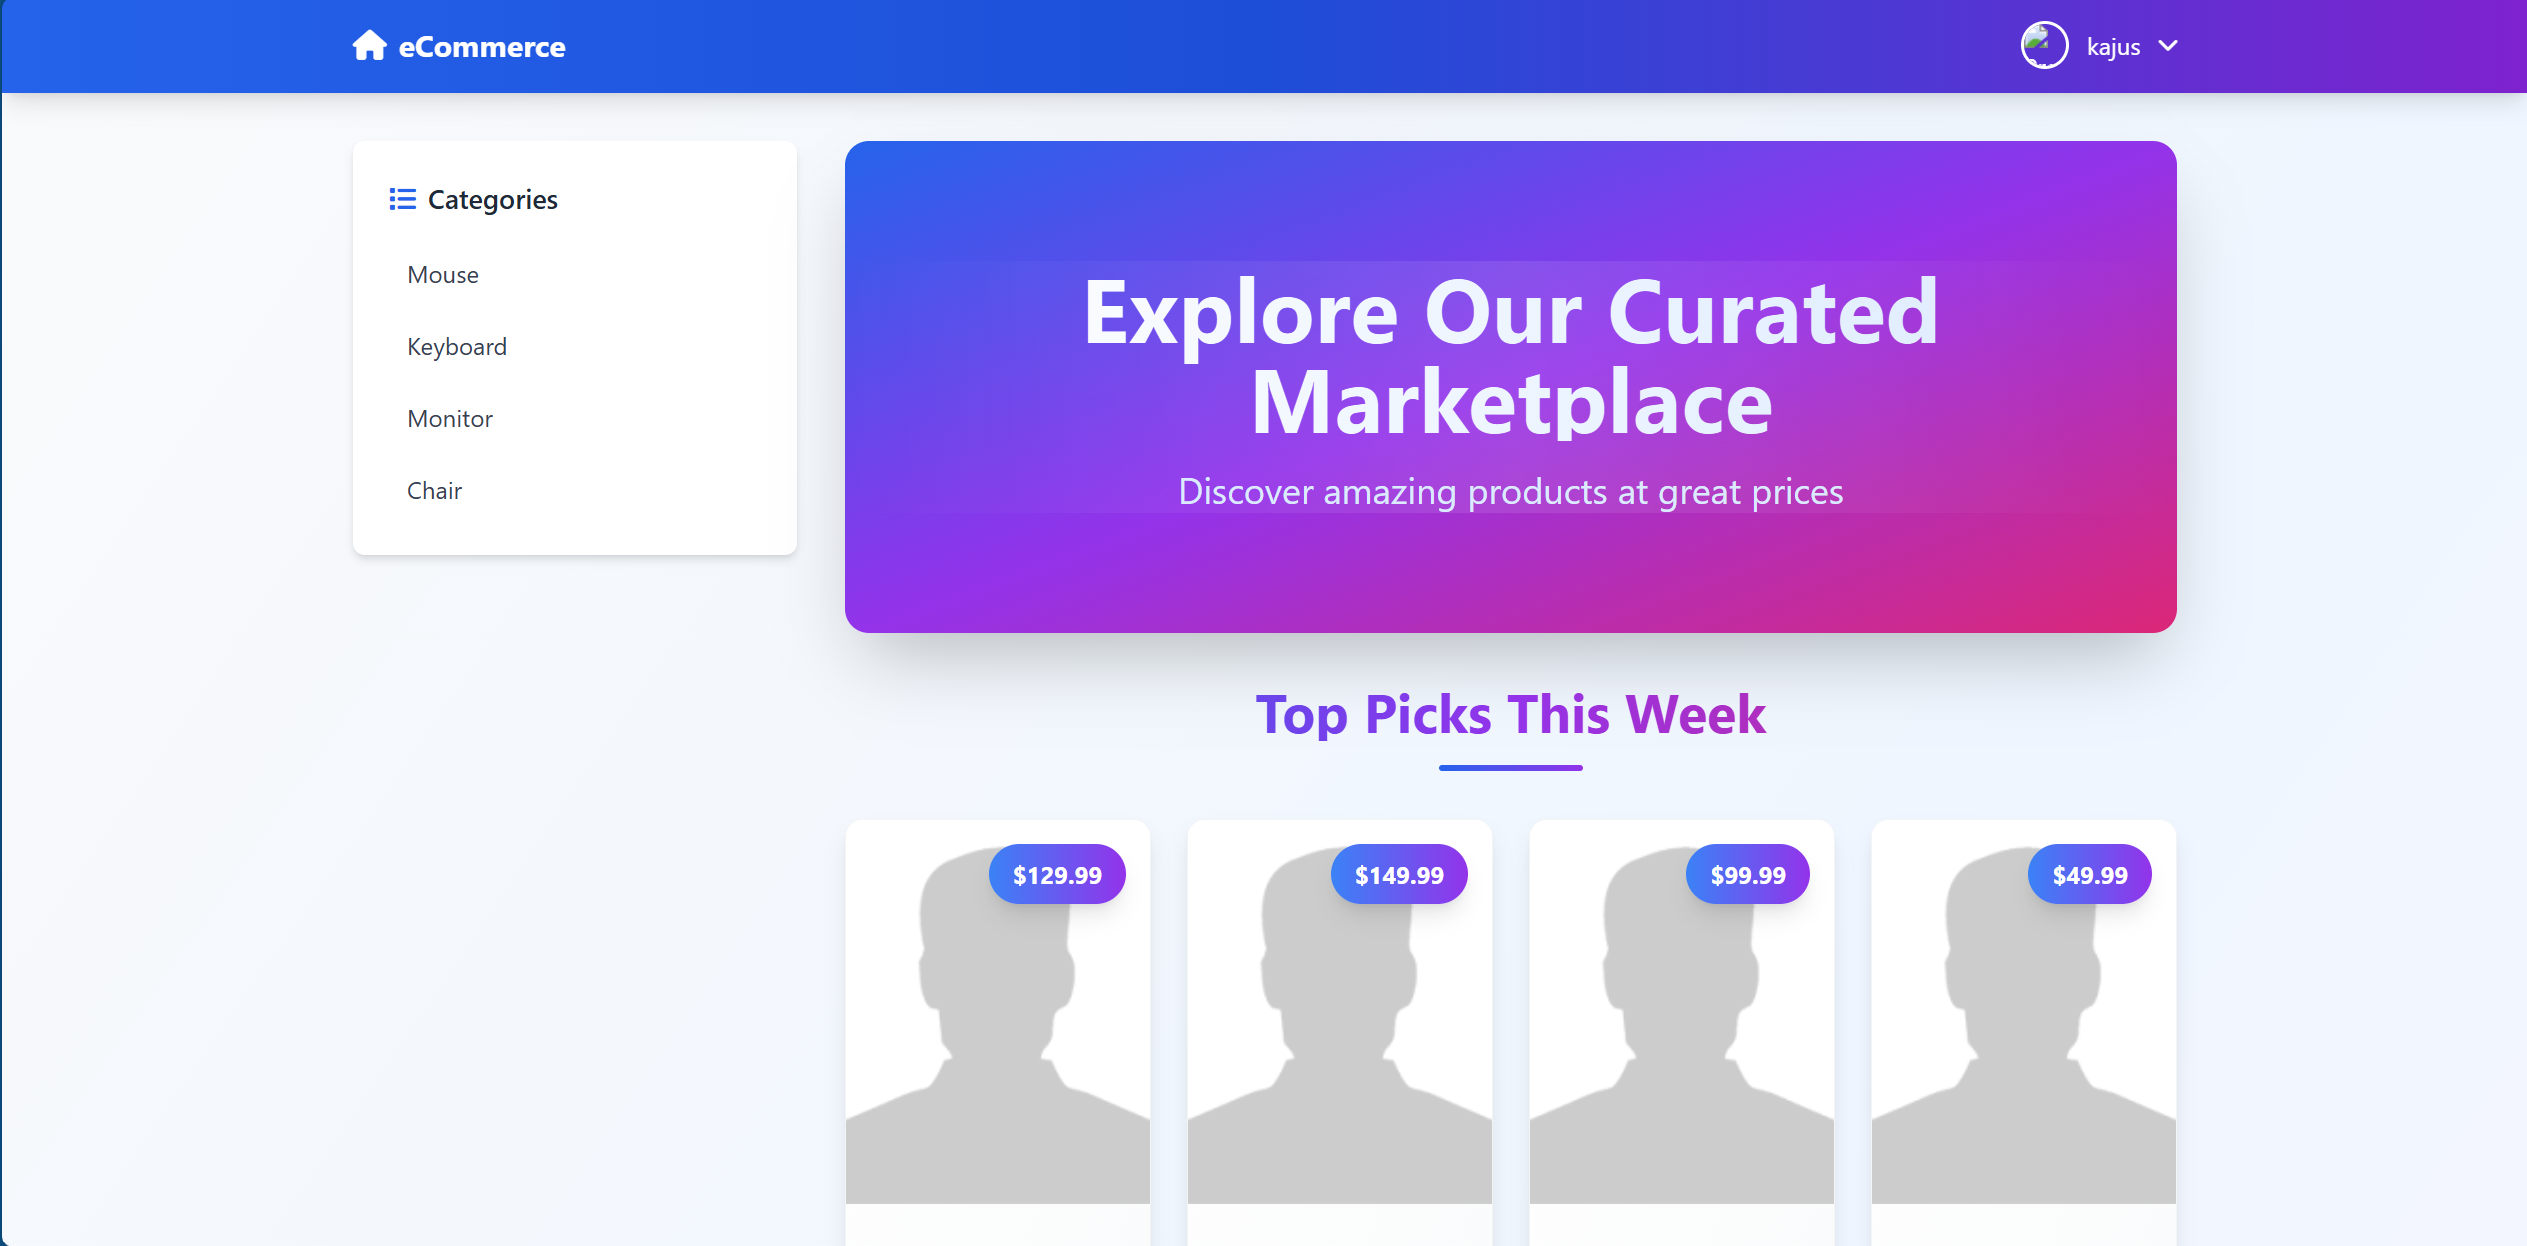 eCommerce
kajus
Categories
Mouse
Keyboard
Monitor
Chair
Explore Our Curated
Marketplace
Discover amazing products at great prices
Top Picks This Week
$129.99
$149.99
$99.99
$49.99